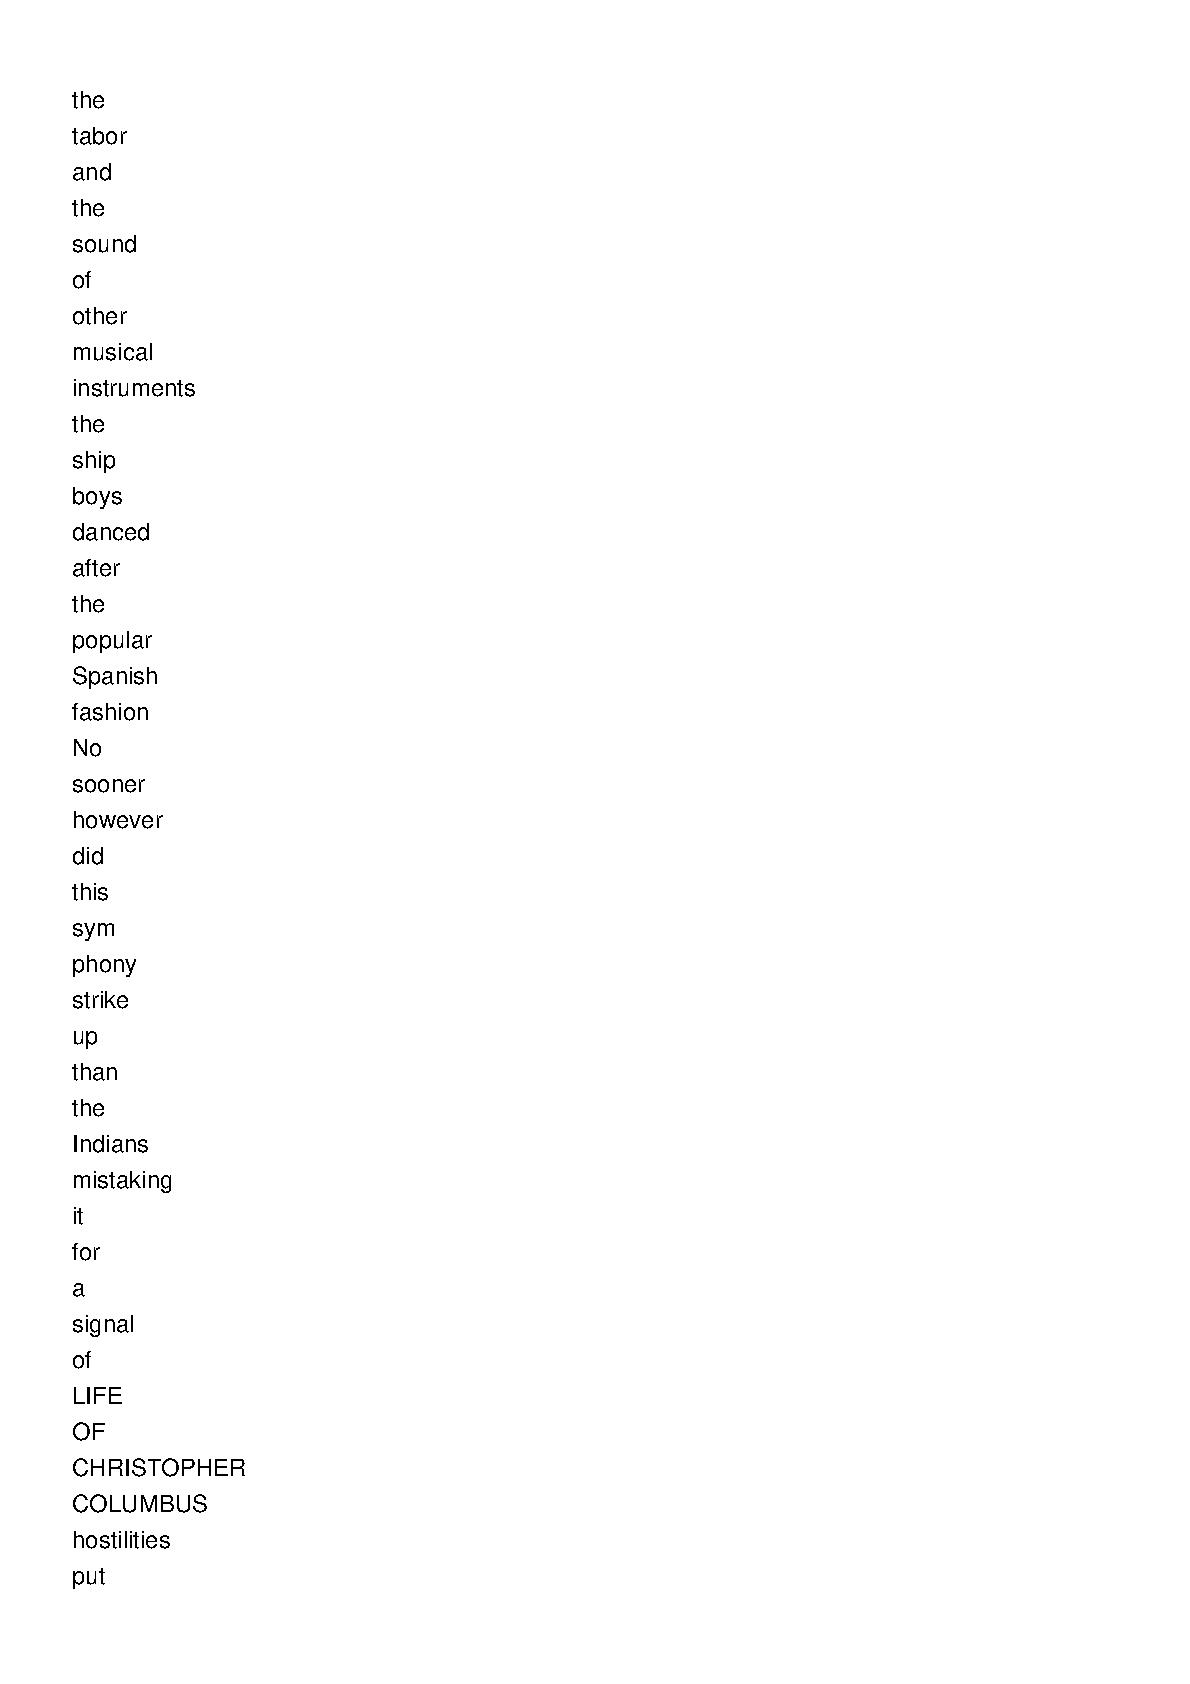 the
tabor
and
the
sound
of
other
musical
instruments
the
ship
boys
danced
after
the
popular
Spanish
fashion
No
sooner
however
did
this
sym
phony
strike
up
than
the
Indians
mistaking
it
for
a
signal
of
LIFE
OF
CHRISTOPHER
COLUMBUS
hostilities
put